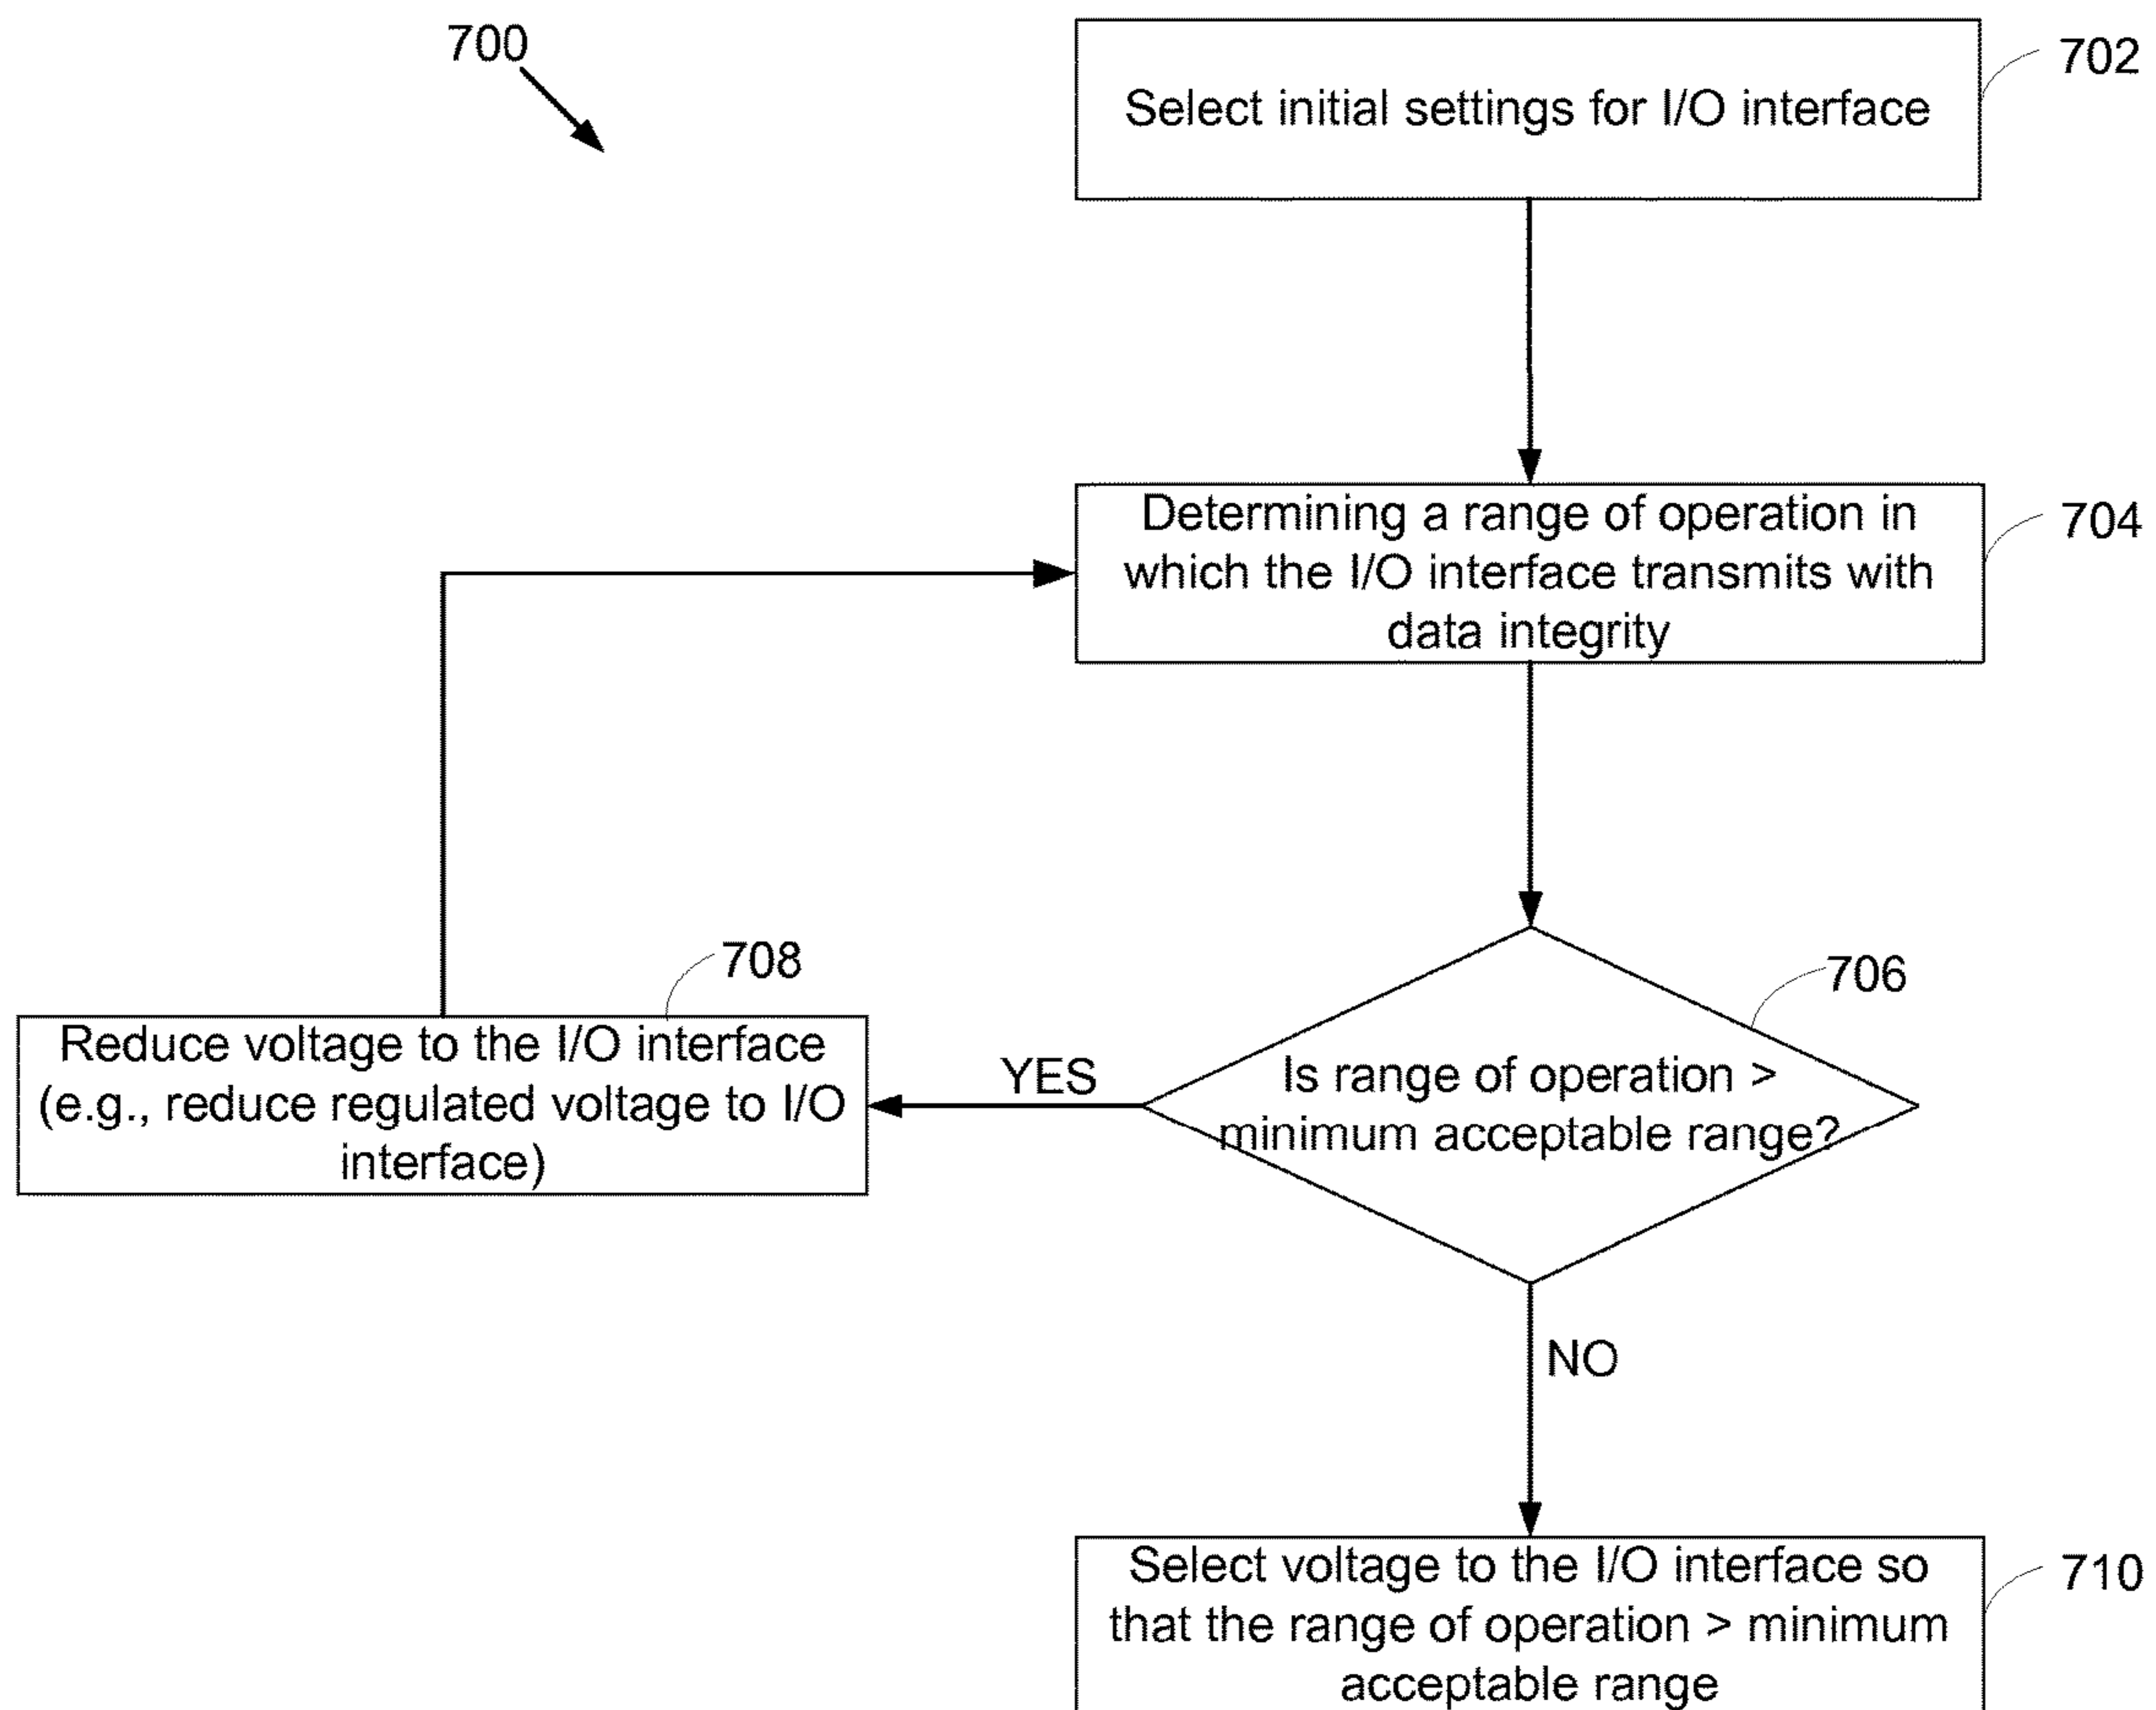 700
702
Select initial settings for I/O interface
704
Determining a range of operation in
which the I/O interface transmits with
data integrity
706
Is range of operation >
minimum acceptable range?
YES
708
Reduce voltage to the I/O interface
(e.g., reduce regulated voltage to I/O
interface)
NO
710
Select voltage to the I/O interface so
that the range of operation > minimum
acceptable range